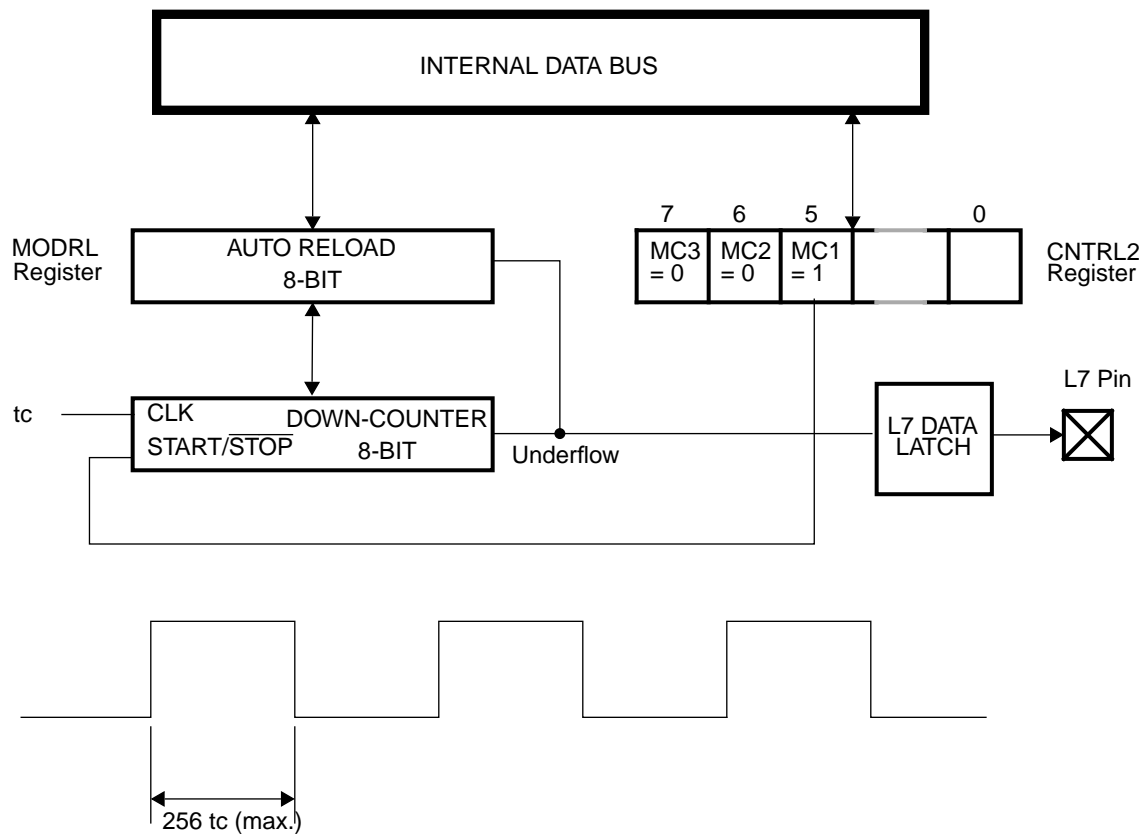 INTERNAL DATA BUS
7 6 5 0
MODRL
Register
AUTO RELOAD
8-BIT
MC3
= 0
MC2
= 0
MC1
= 1
CNTRL2
Register
tc
CLK
START/STOP
DOWN-COUNTER
8-BIT
Underflow
L7 DATA
LATCH
L7 Pin
256 tc (max.)